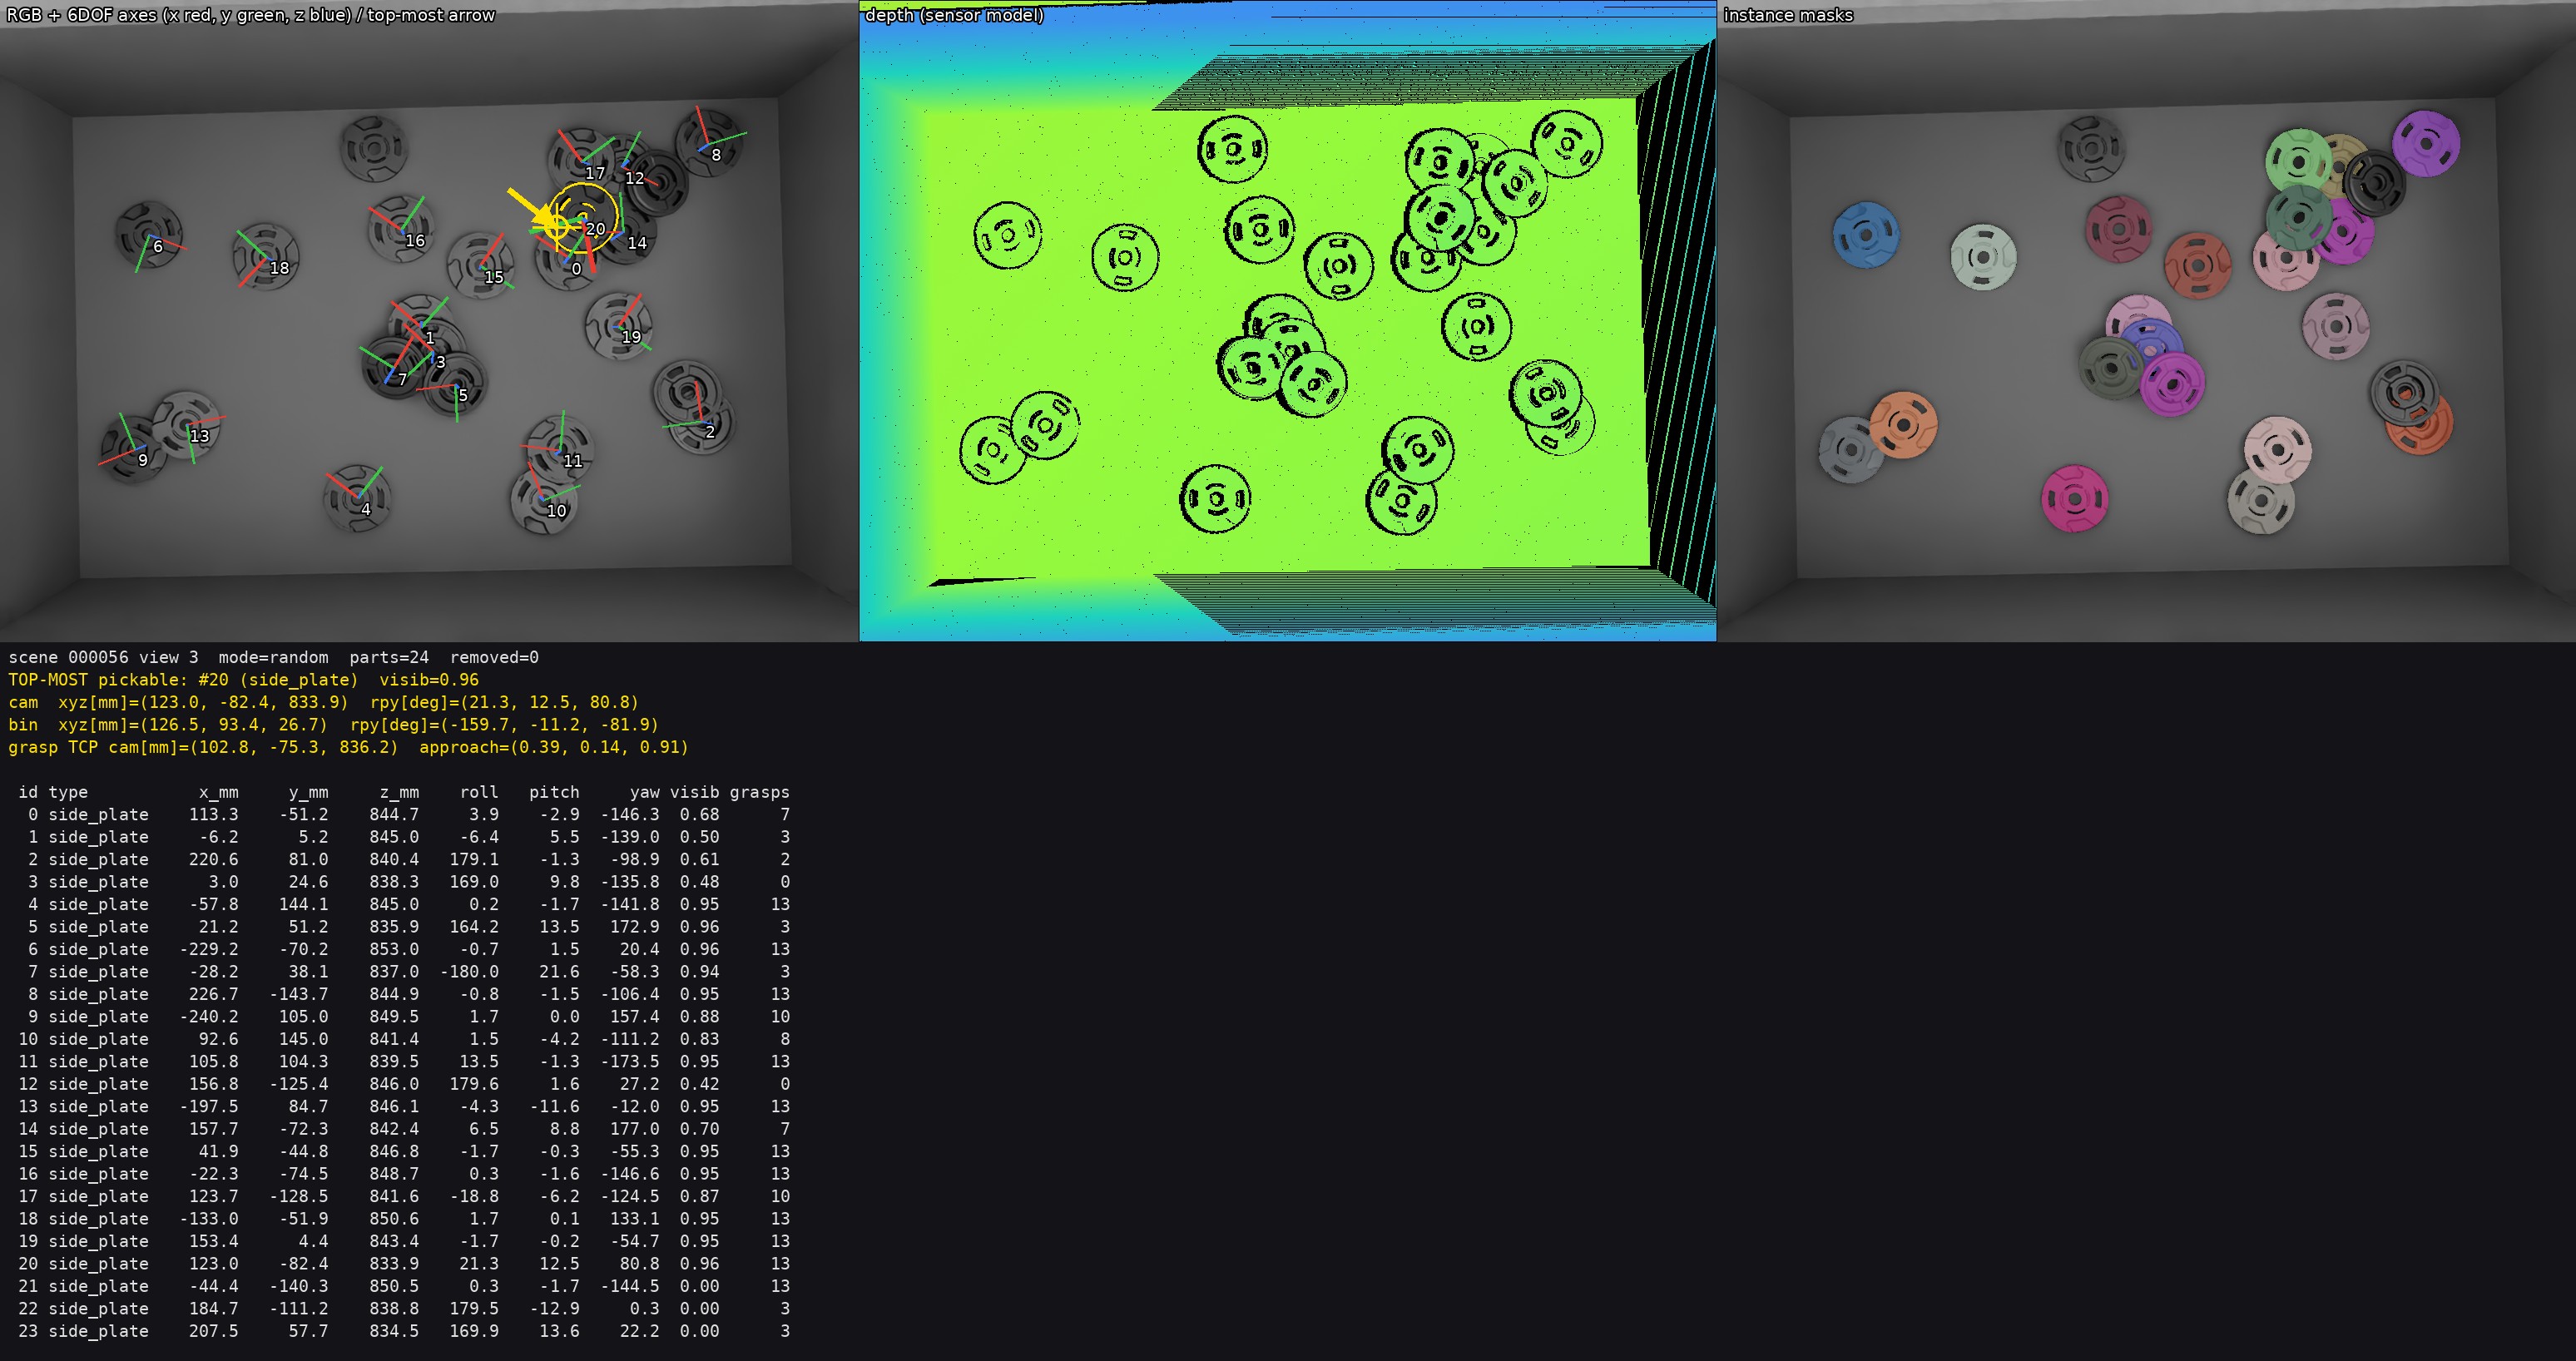 RGB + 6DOF axes (x red, y green, z blue) / top-most arrow
depth (sensor model)
instance masks
8
17
12
6
16
20
14
18
0
15
1
19
3
7
5
2
13
9
11
4
10
scene 000056 view 3  mode=random  parts=24  removed=0
TOP-MOST pickable: #20 (side_plate)  visib=0.96
cam  xyz[mm]=(123.0, -82.4, 833.9)  rpy[deg]=(21.3, 12.5, 80.8)
bin  xyz[mm]=(126.5, 93.4, 26.7)  rpy[deg]=(-159.7, -11.2, -81.9)
grasp TCP cam[mm]=(102.8, -75.3, 836.2)  approach=(0.39, 0.14, 0.91)
id type x_mm y_mm z_mm roll pitch yaw visib grasps
0 side_plate 113.3 -51.2 844.7 3.9 -2.9 -146.3 0.68 7
1 side_plate -6.2 5.2 845.0 -6.4 5.5 -139.0 0.50 3
2 side_plate 220.6 81.0 840.4 179.1 -1.3 -98.9 0.61 2
3 side_plate 3.0 24.6 838.3 169.0 9.8 -135.8 0.48 0
4 side_plate -57.8 144.1 845.0 0.2 -1.7 -141.8 0.95 13
5 side_plate 21.2 51.2 835.9 164.2 13.5 172.9 0.96 3
6 side_plate -229.2 -70.2 853.0 -0.7 1.5 20.4 0.96 13
7 side_plate -28.2 38.1 837.0 -180.0 21.6 -58.3 0.94 3
8 side_plate 226.7 -143.7 844.9 -0.8 -1.5 -106.4 0.95 13
9 side_plate -240.2 105.0 849.5 1.7 0.0 157.4 0.88 10
10 side_plate 92.6 145.0 841.4 1.5 -4.2 -111.2 0.83 8
11 side_plate 105.8 104.3 839.5 13.5 -1.3 -173.5 0.95 13
12 side_plate 156.8 -125.4 846.0 179.6 1.6 27.2 0.42 0
13 side_plate -197.5 84.7 846.1 -4.3 -11.6 -12.0 0.95 13
14 side_plate 157.7 -72.3 842.4 6.5 8.8 177.0 0.70 7
15 side_plate 41.9 -44.8 846.8 -1.7 -0.3 -55.3 0.95 13
16 side_plate -22.3 -74.5 848.7 0.3 -1.6 -146.6 0.95 13
17 side_plate 123.7 -128.5 841.6 -18.8 -6.2 -124.5 0.87 10
18 side_plate -133.0 -51.9 850.6 1.7 0.1 133.1 0.95 13
19 side_plate 153.4 4.4 843.4 -1.7 -0.2 -54.7 0.95 13
20 side_plate 123.0 -82.4 833.9 21.3 12.5 80.8 0.96 13
21 side_plate -44.4 -140.3 850.5 0.3 -1.7 -144.5 0.00 13
22 side_plate 184.7 -111.2 838.8 179.5 -12.9 0.3 0.00 3
23 side_plate 207.5 57.7 834.5 169.9 13.6 22.2 0.00 3